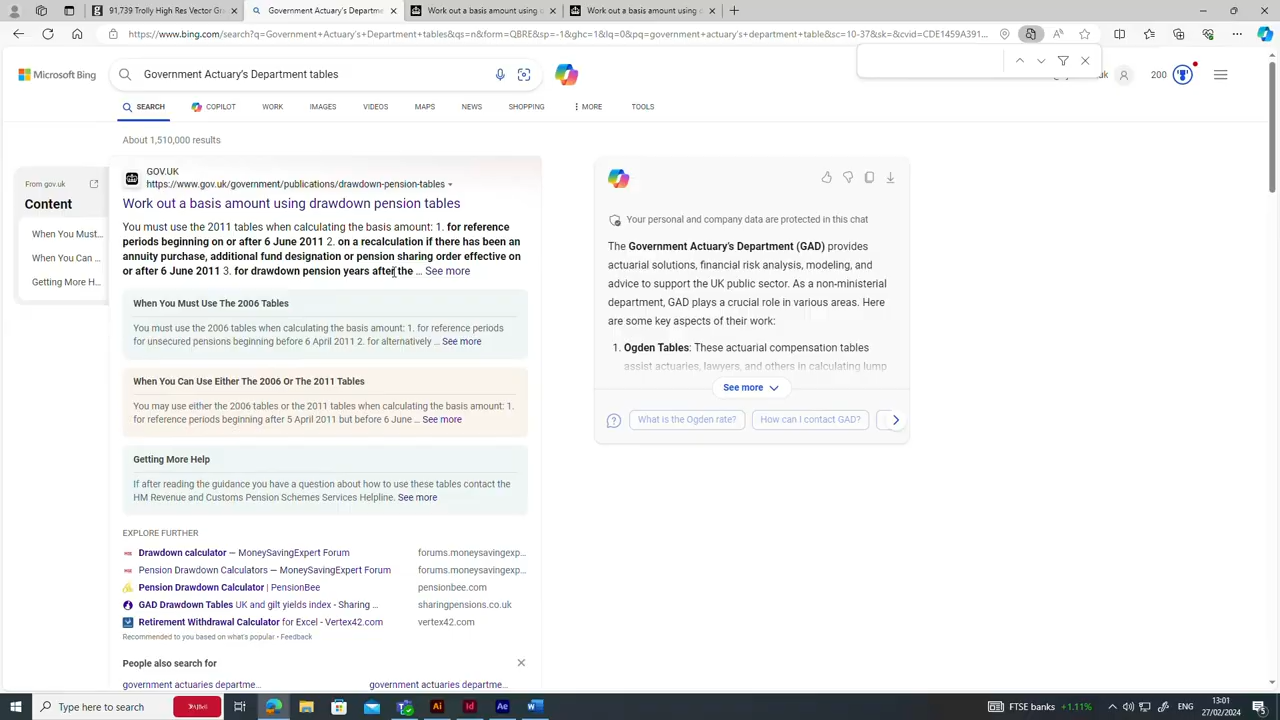 91,739 Trolly High Res Vector Gr
Government Actuary's Departme
Work out a basis amount using d
Work out a basis amount using d
https://www.bing.com/search?q=Government+Actuary's+Department+tables&qs=n&form=QBRE&sp=-1&ghc=1&lq=0&pq=government+actuary's+department+table&sc=10-37&sk=&cvid=CDE1459A391...
Microsoft Bing
Government Actuary's Department tables
200
SEARCH
COPILOT
WORK
IMAGES
VIDEOS
MAPS
NEWS
SHOPPING
MORE
TOOLS
About 1,510,000 results
From gov.uk
Content
When You Must...
When You Can ...
Getting More H...
GOV.UK
https://www.gov.uk/government/publications/drawdown-pension-tables
Work out a basis amount using drawdown pension tables
You must use the 2011 tables when calculating the basis amount: 1. for reference
periods beginning on or after 6 June 2011 2. on a recalculation if there has been an
annuity purchase, additional fund designation or pension sharing order effective on
or after 6 June 2011 3. for drawdown pension years after the ... See more
When You Must Use The 2006 Tables
You must use the 2006 tables when calculating the basis amount: 1. for reference periods
for unsecured pensions beginning before 6 April 2011 2. for alternatively ... See more
When You Can Use Either The 2006 Or The 2011 Tables
You may use either the 2006 tables or the 2011 tables when calculating the basis amount: 1.
for reference periods beginning after 5 April 2011 but before 6 June ... See more
Getting More Help
If after reading the guidance you have a question about how to use these tables contact the
HM Revenue and Customs Pension Schemes Services Helpline. See more
EXPLORE FURTHER
Drawdown calculator — MoneySavingExpert Forum forums.moneysavingexp...
Pension Drawdown Calculators — MoneySavingExpert Forum forums.moneysavingexp...
Pension Drawdown Calculator | PensionBee pensionbee.com
GAD Drawdown Tables UK and gilt yields index - Sharing ... sharingpensions.co.uk
Retirement Withdrawal Calculator for Excel - Vertex42.com vertex42.com
Recommended to you based on what's popular • Feedback
People also search for
government actuaries departme... government actuaries departme...
Your personal and company data are protected in this chat
The Government Actuary's Department (GAD) provides
actuarial solutions, financial risk analysis, modeling, and
advice to support the UK public sector. As a non-ministerial
department, GAD plays a crucial role in various areas. Here
are some key aspects of their work:
1. Ogden Tables: These actuarial compensation tables
assist actuaries, lawyers, and others in calculating lump
See more
What is the Ogden rate?
How can I contact GAD?
Type here to search
FTSE banks +1.11%
ENG
13:01
27/02/2024